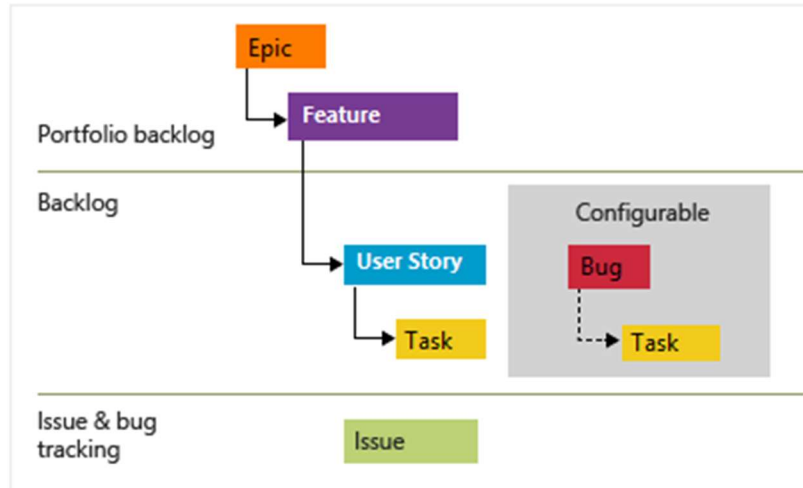 Epic
Feature
Portfolio backlog
Backlog
Configurable
User Story
Bug
Task
Task
Issue & bug
tracking
Issue